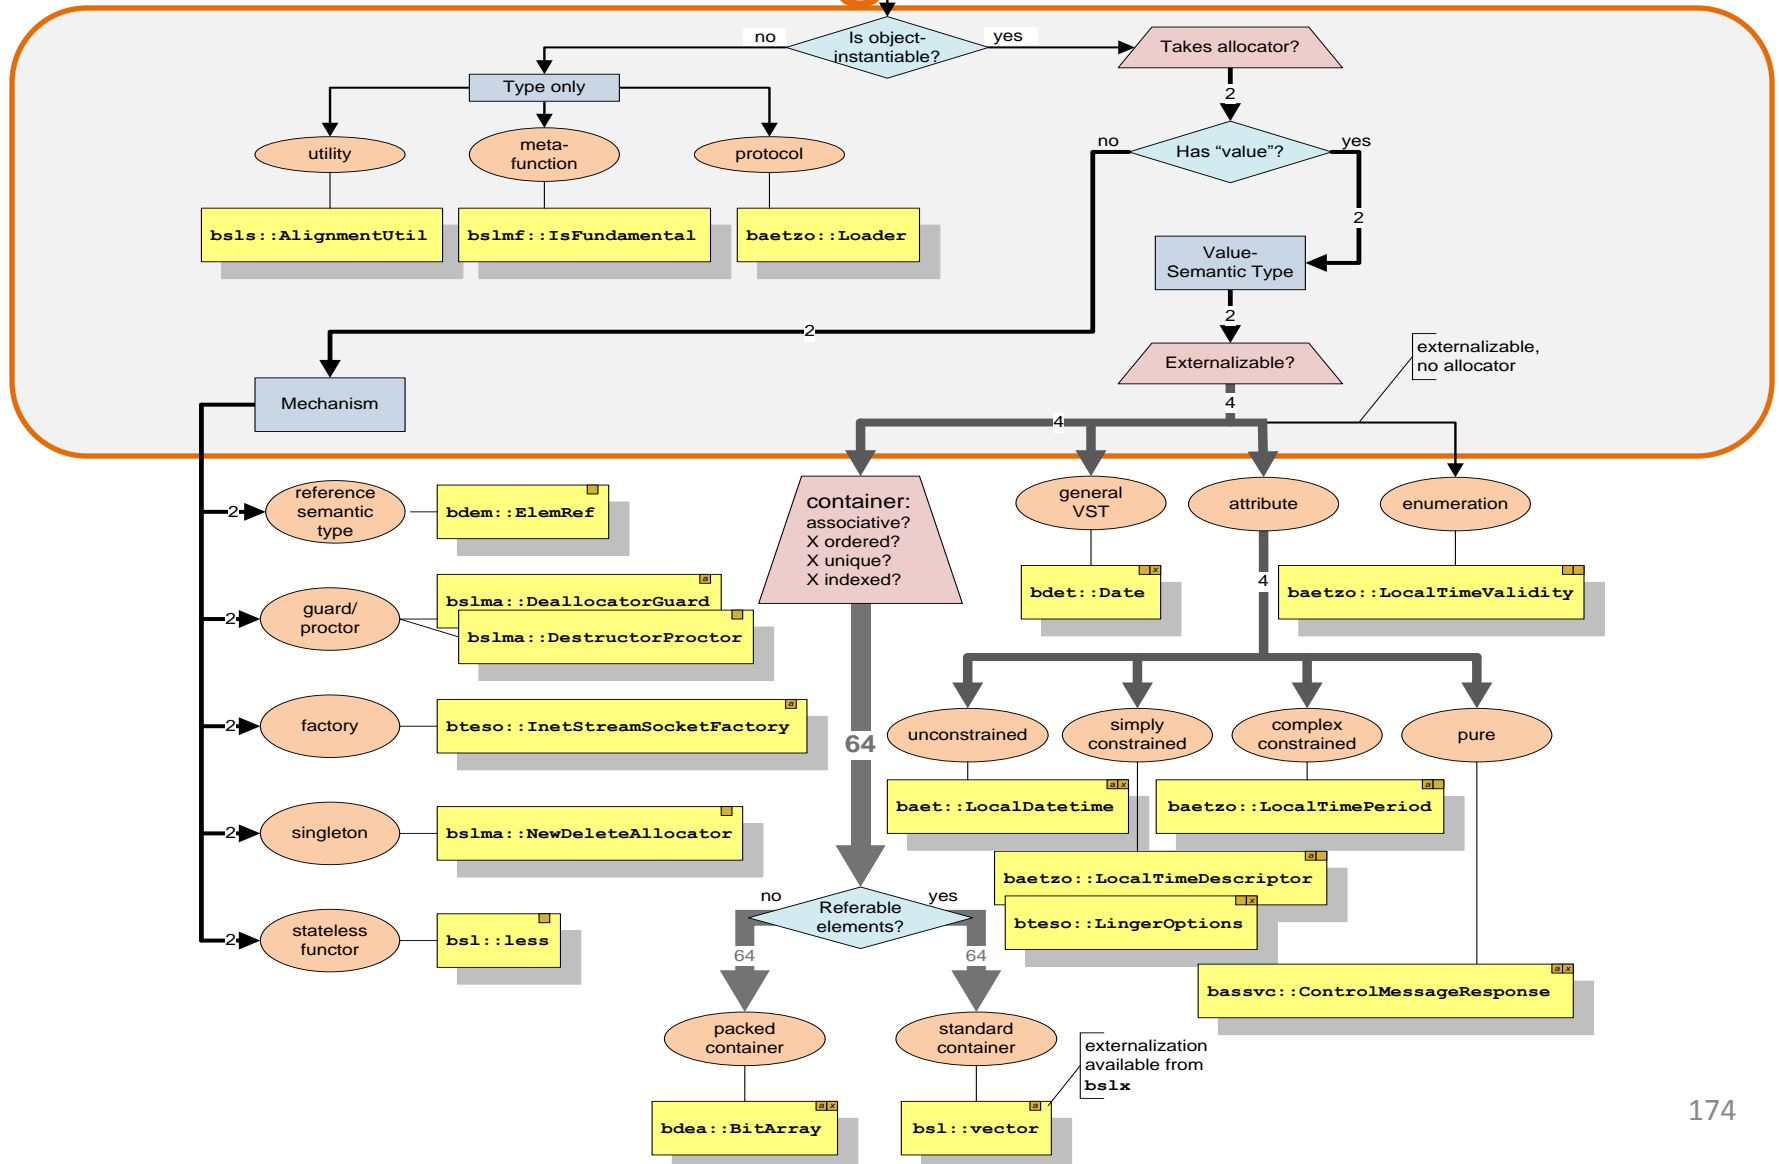 Is object-
instantiable?
no
yes
Takes allocator?
2
Type only
utility
meta-
function
protocol
bsls::AlignmentUtil
bslmf::IsFundamental
baetzo::Loader
no
Has “value”?
yes
2
Value-
Semantic Type
2
2
Externalizable?
externalizable,
no allocator
Mechanism
4
4
2
reference
semantic
type
bdem::ElemRef
container:
associative?
X ordered?
X unique?
X indexed?
general
VST
attribute
enumeration
bdet::Date
x
baetzo::LocalTimeValidity
4
2
guard/
proctor
bslma::DeallocatorGuard
a
bslma::DestructorProctor
2
factory
bteso::InetStreamSocketFactory
a
64
unconstrained
simply
constrained
complex
constrained
pure
baet::LocalDatetime
a x
baetzo::LocalTimePeriod
a
2
singleton
bslma::NewDeleteAllocator
baetzo::LocalTimeDescriptor
a
bteso::LingerOptions
x
no
Referable
elements?
yes
2
stateless
functor
bsl::less
64
64
bassvc::ControlMessageResponse
a x
packed
container
standard
container
externalization
available from
bslx
bdea::BitArray
a x
bsl::vector
a
174